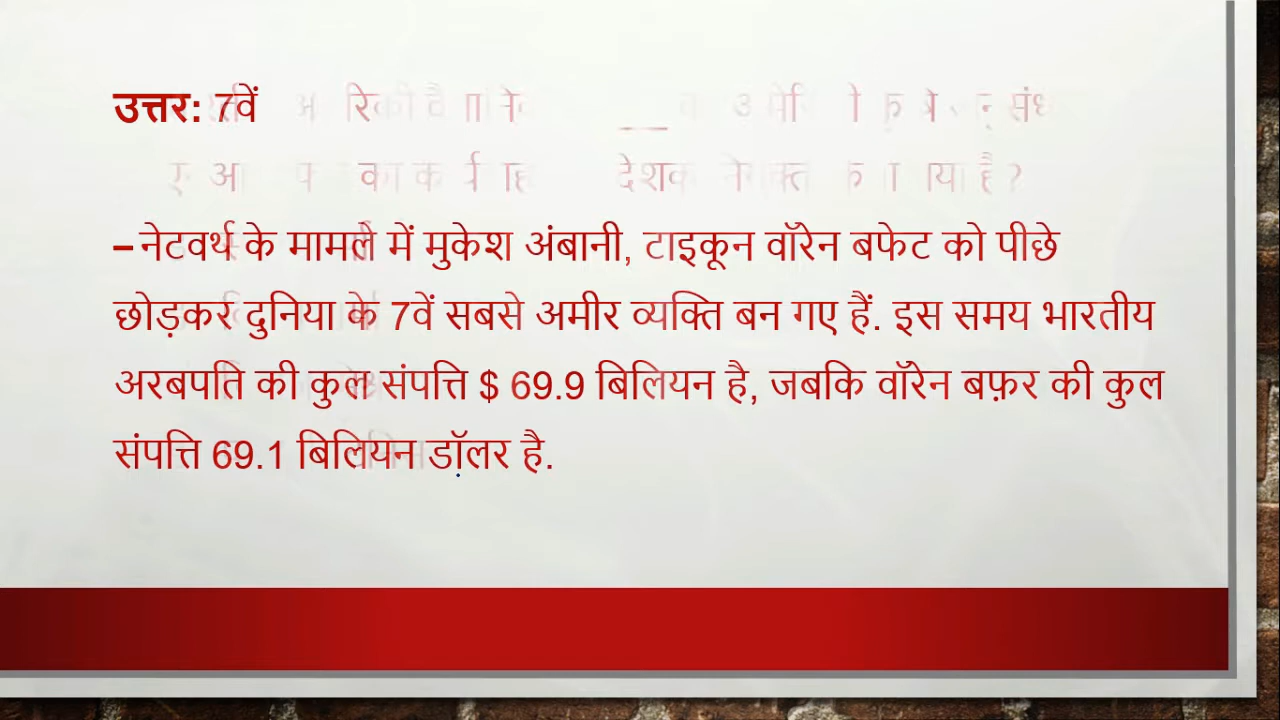 उत्तर: 7वें
– नेटवर्थ के मामले में मुकेश अंबानी, टाइकून वॉरेन बफेट को पीछे
छोड़कर दुनिया के 7वें सबसे अमीर व्यक्ति बन गए हैं. इस समय भारतीय
अरबपति की कुल संपत्ति $ 69.9 बिलियन है, जबकि वॉरेन बफ़र की कुल
संपत्ति 69.1 बिलियन डॉलर है.